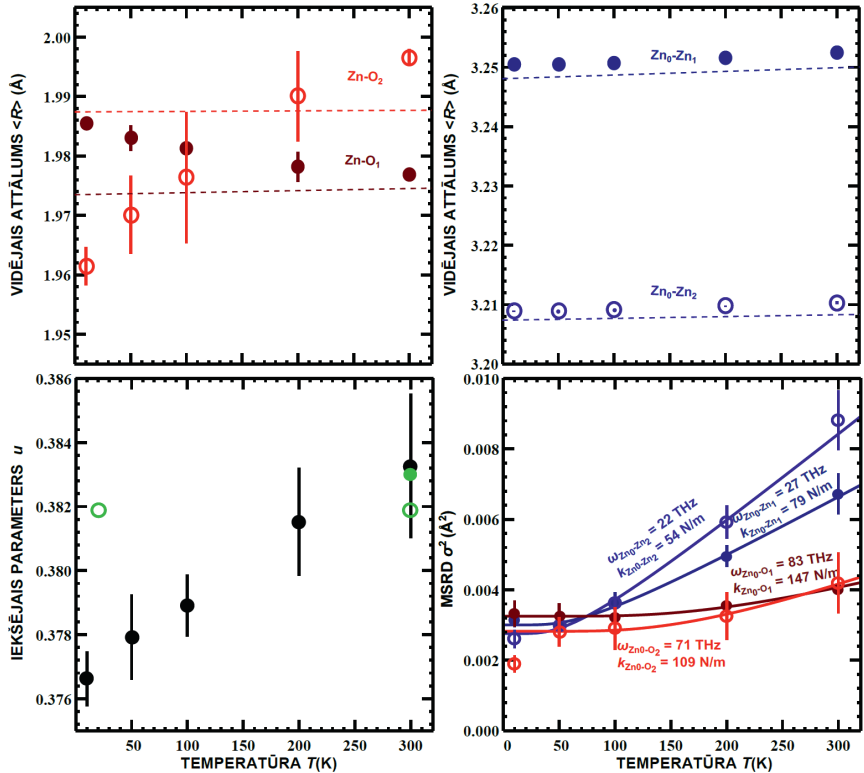 2.00
1.99
1.98
1.97
1.96
1.95
VIDĒJAIS ATTĀLUMS <R> (Å)
Zn-O2
Zn-O1
3.26
3.25
3.24
3.23
3.22
3.21
3.20
VIDĒJAIS ATTĀLUMS <R> (Å)
Zn0-Zn1
Zn0-Zn2
0.386
0.384
0.382
0.380
0.378
0.376
IEKŠĒJAIS PARAMETERS u
50 100 150 200 250 300
TEMPERATŪRA T(K)
0.010
0.008
0.006
0.004
0.002
0.000
MSRD σ² (Å²)
ωZn0-Zn2 = 22 THz
kZn0-Zn2 = 54 N/m
ωZn0-Zn1 = 27 THz
kZn0-Zn1 = 79 N/m
ωZn0-O1 = 83 THz
kZn0-O1 = 147 N/m
ωZn0-O2 = 71 THz
kZn0-O2 = 109 N/m
0 50 100 150 200 250 300
TEMPERATŪRA T(K)